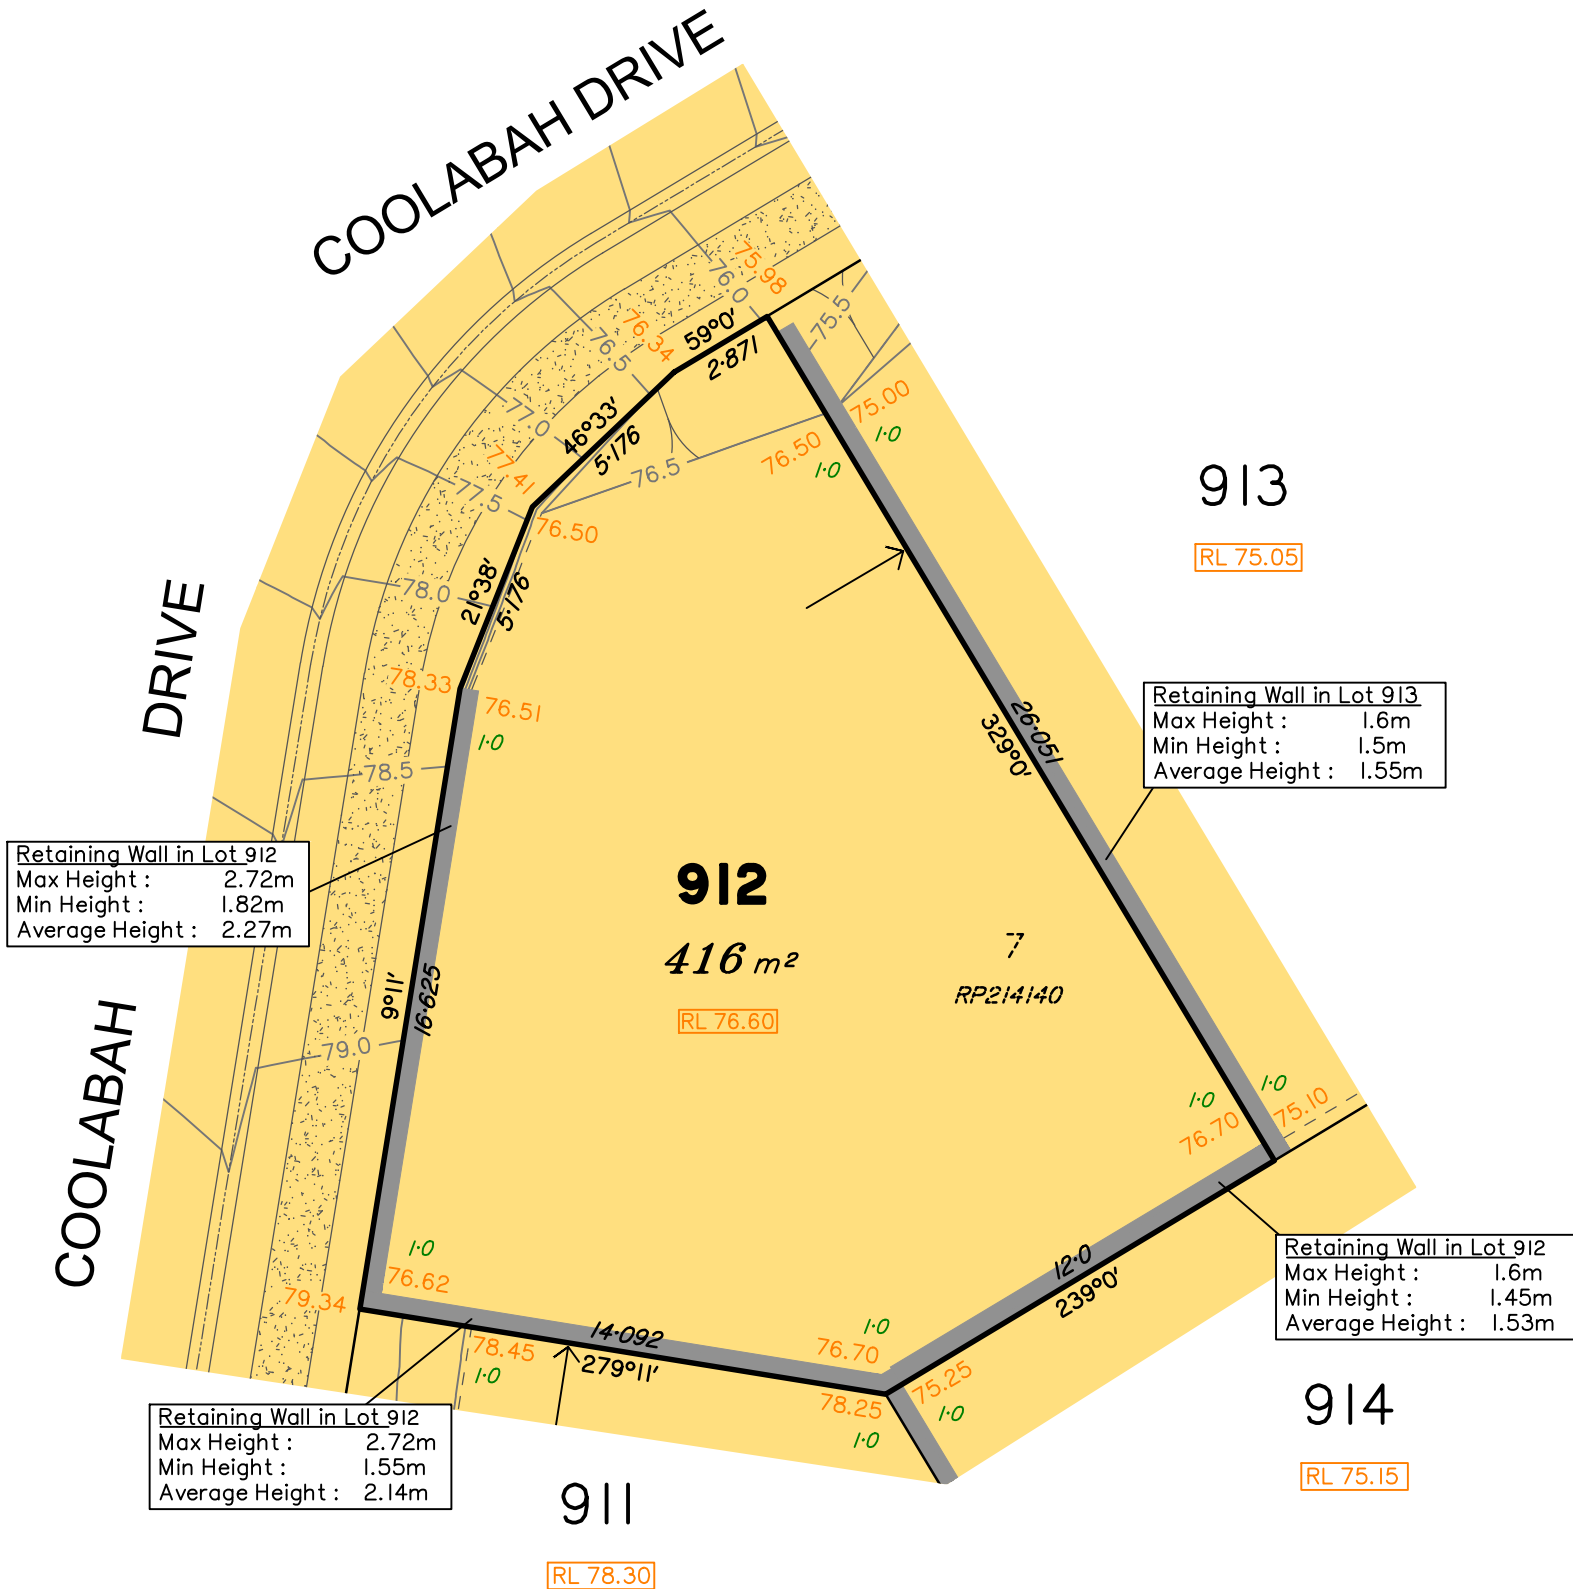 COOLABAH DRIVE
75.98
76.0
75.5
76.34
76.5
59°0'
2·871
77.0
46°33'
5·176
75.00
1·0
76.50
1·0
77.41
76.5
77.5
76.50
913
RL 75.05
78.0
21°38'
5·176
DRIVE
78.33
76.51
1·0
26·051
329°0'
Retaining Wall in Lot 913
Max Height : 1.6m
Min Height : 1.5m
Average Height : 1.55m
78.5
Retaining Wall in Lot 912
Max Height : 2.72m
Min Height : 1.82m
Average Height : 2.27m
912
416 m²
RL 76.60
7
RP214140
9°11'
16·625
79.0
COOLABAH
1·0
1·0
76.70
75.10
1·0
76.62
79.34
12·0
239°0'
Retaining Wall in Lot 912
Max Height : 1.6m
Min Height : 1.45m
Average Height : 1.53m
14·092
279°11'
78.45
1·0
1·0
76.70
78.25
1·0
75.25
1·0
Retaining Wall in Lot 912
Max Height : 2.72m
Min Height : 1.55m
Average Height : 2.14m
914
RL 75.15
911
RL 78.30